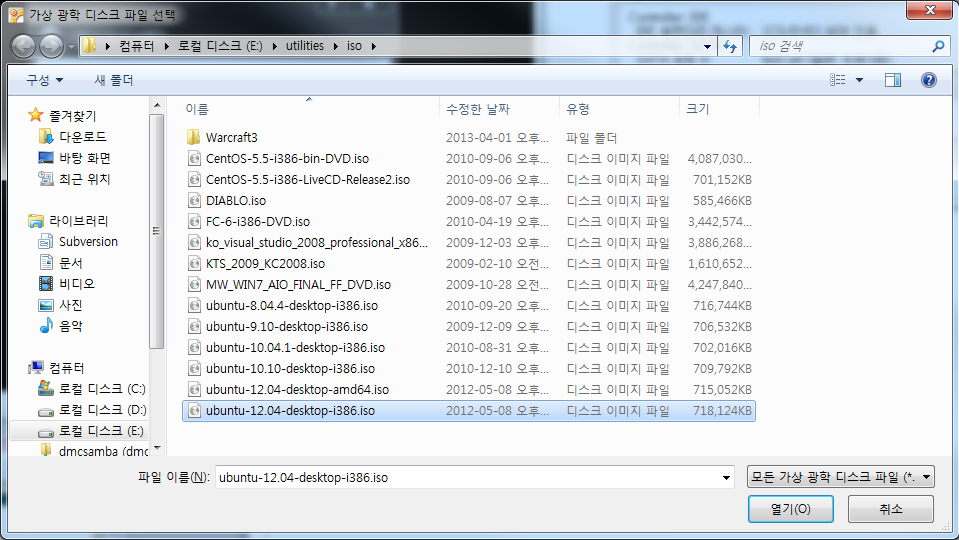 가상 광학 디스크 파일 선택
컴퓨터 로컬 디스크 (E:) utilities iso
iso 검색
구성 새 폴더
이름 수정한 날짜 유형 크기
즐겨찾기
다운로드
바탕 화면
최근 위치
라이브러리
Subversion
문서
비디오
사진
음악
컴퓨터
로컬 디스크 (C:)
로컬 디스크 (D:)
로컬 디스크 (E:)
dmcsamba (dmc
Warcraft3 2013-04-01 오후... 파일 폴더
CentOS-5.5-i386-bin-DVD.iso 2010-09-06 오후... 디스크 이미지 파일 4,087,030...
CentOS-5.5-i386-LiveCD-Release2.iso 2010-09-06 오후... 디스크 이미지 파일 701,152KB
DIABLO.iso 2009-08-07 오후... 디스크 이미지 파일 585,466KB
FC-6-i386-DVD.iso 2010-04-19 오후... 디스크 이미지 파일 3,442,574...
ko_visual_studio_2008_professional_x86... 2009-12-03 오후... 디스크 이미지 파일 3,886,268...
KTS_2009_KC2008.iso 2009-02-10 오전... 디스크 이미지 파일 1,610,652...
MW_WIN7_AIO_FINAL_FF_DVD.iso 2009-10-28 오전... 디스크 이미지 파일 4,247,840...
ubuntu-8.04.4-desktop-i386.iso 2010-09-20 오후... 디스크 이미지 파일 716,744KB
ubuntu-9.10-desktop-i386.iso 2009-12-09 오후... 디스크 이미지 파일 706,532KB
ubuntu-10.04.1-desktop-i386.iso 2010-08-31 오후... 디스크 이미지 파일 702,016KB
ubuntu-10.10-desktop-i386.iso 2010-12-10 오후... 디스크 이미지 파일 709,792KB
ubuntu-12.04-desktop-amd64.iso 2012-05-08 오후... 디스크 이미지 파일 715,052KB
ubuntu-12.04-desktop-i386.iso 2012-05-08 오후... 디스크 이미지 파일 718,124KB
파일 이름(N): ubuntu-12.04-desktop-i386.iso 모든 가상 광학 디스크 파일 (*.
열기(O) 취소